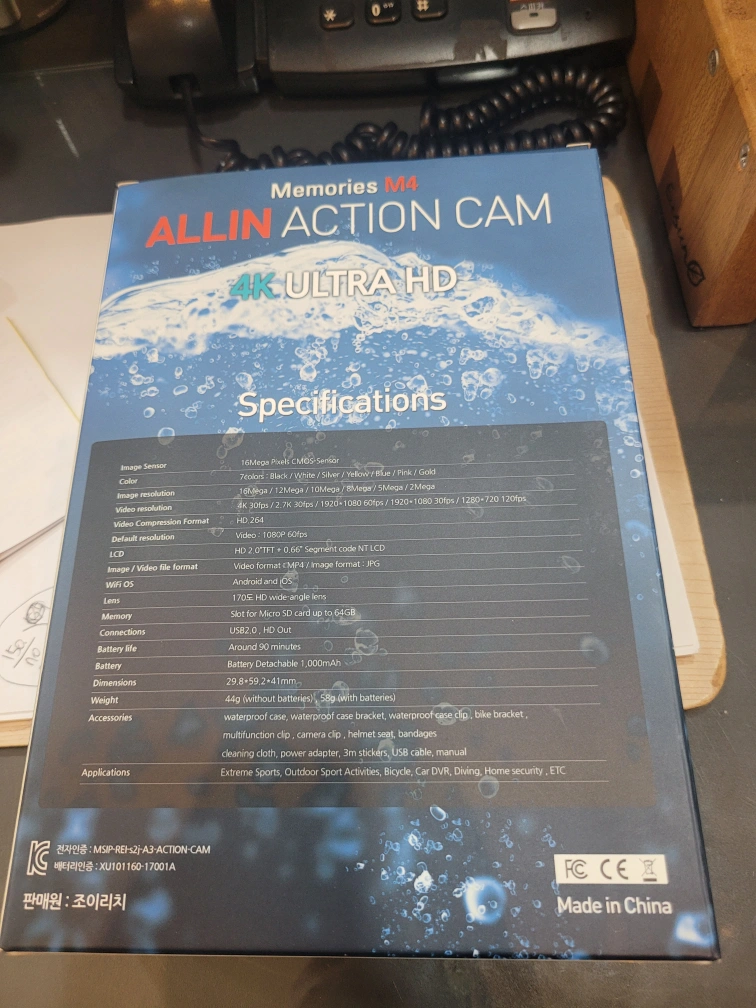 *
0
#
Memories M4
ALLIN ACTION CAM
4K ULTRA HD
Specifications
Image Sensor 16Mega Pixels CMOS-Sensor
Color 7colors : Black / White / Silver / Yellow / Blue / Pink / Gold
Image resolution 16Mega / 12Mega / 10Mega / 8Mega / 5Mega / 2Mega
Video resolution 4K 30fps / 2.7K 30fps / 1920*1080 60fps / 1920*1080 30fps / 1280*720 120fps
Video Compression Format HD.264
Default resolution Video : 1080P 60fps
LCD HD 2.0"TFT + 0.66" Segment code NT LCD
Image / Video file format Video format : MP4 / Image format : JPG
WiFi OS Android and iOS
Lens 170도 HD wide-angle lens
Memory Slot for Micro SD card up to 64GB
Connections USB2.0 , HD Out
Battery life Around 90 minutes
Battery Battery Detachable 1,000mAh
Dimensions 29.8*59.2*41mm
Weight 44g (without batteries) , 58g (with batteries)
Accessories waterproof case, waterproof case bracket, waterproof case clip , bike bracket ,
multifunction clip , camera clip , helmet seat, bandages
cleaning cloth, power adapter, 3m stickers, USB cable, manual
Applications Extreme Sports, Outdoor Sport Activities, Bicycle, Car DVR, Diving, Home security , ETC
전자인증 : MSIP-REI-s2j-A3-ACTION-CAM
배터리인증 : XU101160-17001A
판매원 : 조이리치
FC CE
Made in China